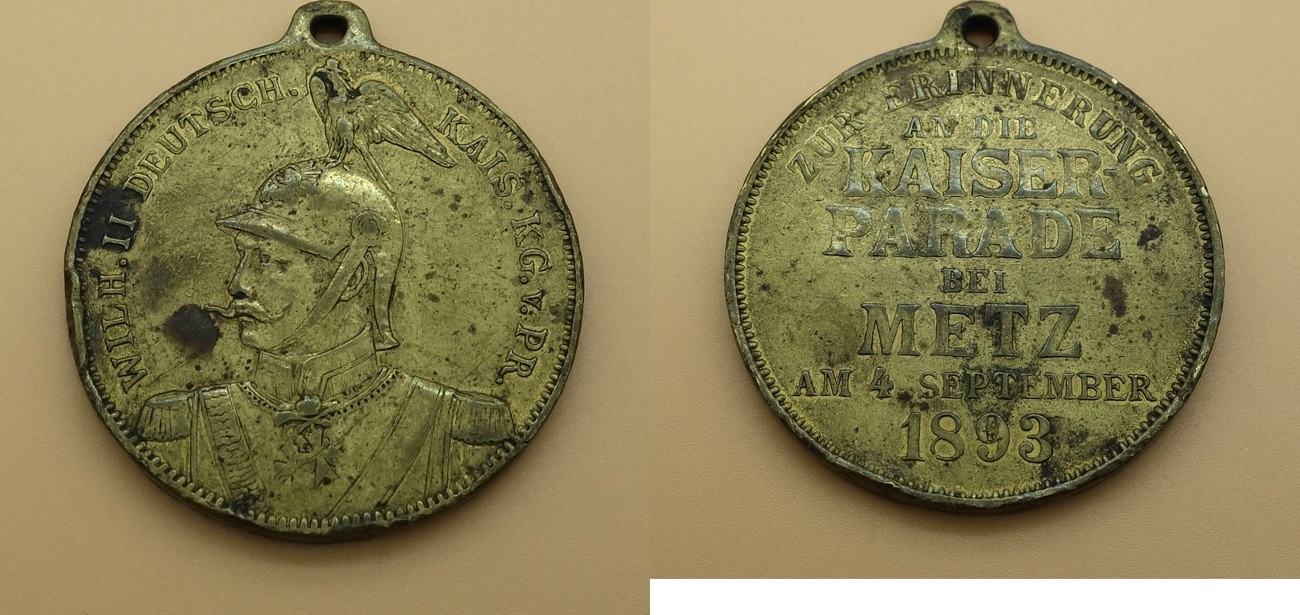 WILH. II DEUTSCH. KAIS. KG. v. PR.
ZUR ERINNERUNG
AN DIE
KAISER-
PARADE
BEI
METZ
AM 4 SEPTEMBER
1893